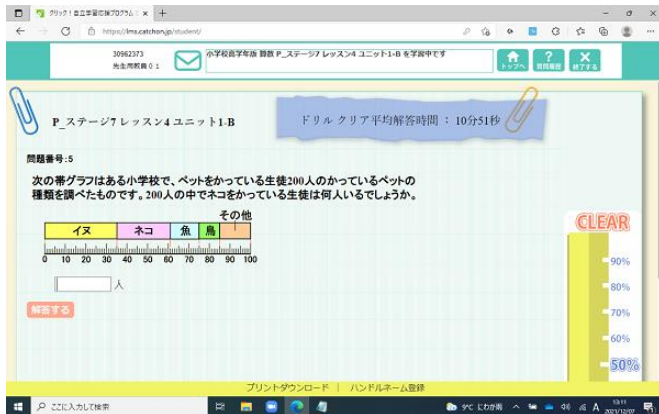 クリック!自立学習応援プログラム
https://lms.catchon.jp/student/
30962373
先生用教員01
小学校高学年版 算数 P_ステージ7 レッスン4 ユニット1-B を学習中です
トップへ
質問履歴
終了する
P_ステージ7 レッスン4 ユニット1-B
ドリル クリア平均解答時間 : 10分51秒
問題番号:5
次の帯グラフはある小学校で、ペットをかっている生徒200人のかっているペットの
種類を調べたものです。200人の中でネコをかっている生徒は何人いるでしょうか。
その他
イヌ ネコ 魚 鳥
0 10 20 30 40 50 60 70 80 90 100
人
解答する
CLEAR
90%
80%
70%
60%
50%
プリントダウンロード | ハンドルネーム登録
ここに入力して検索
9℃ にわか雨
A
13:11
2021/12/07